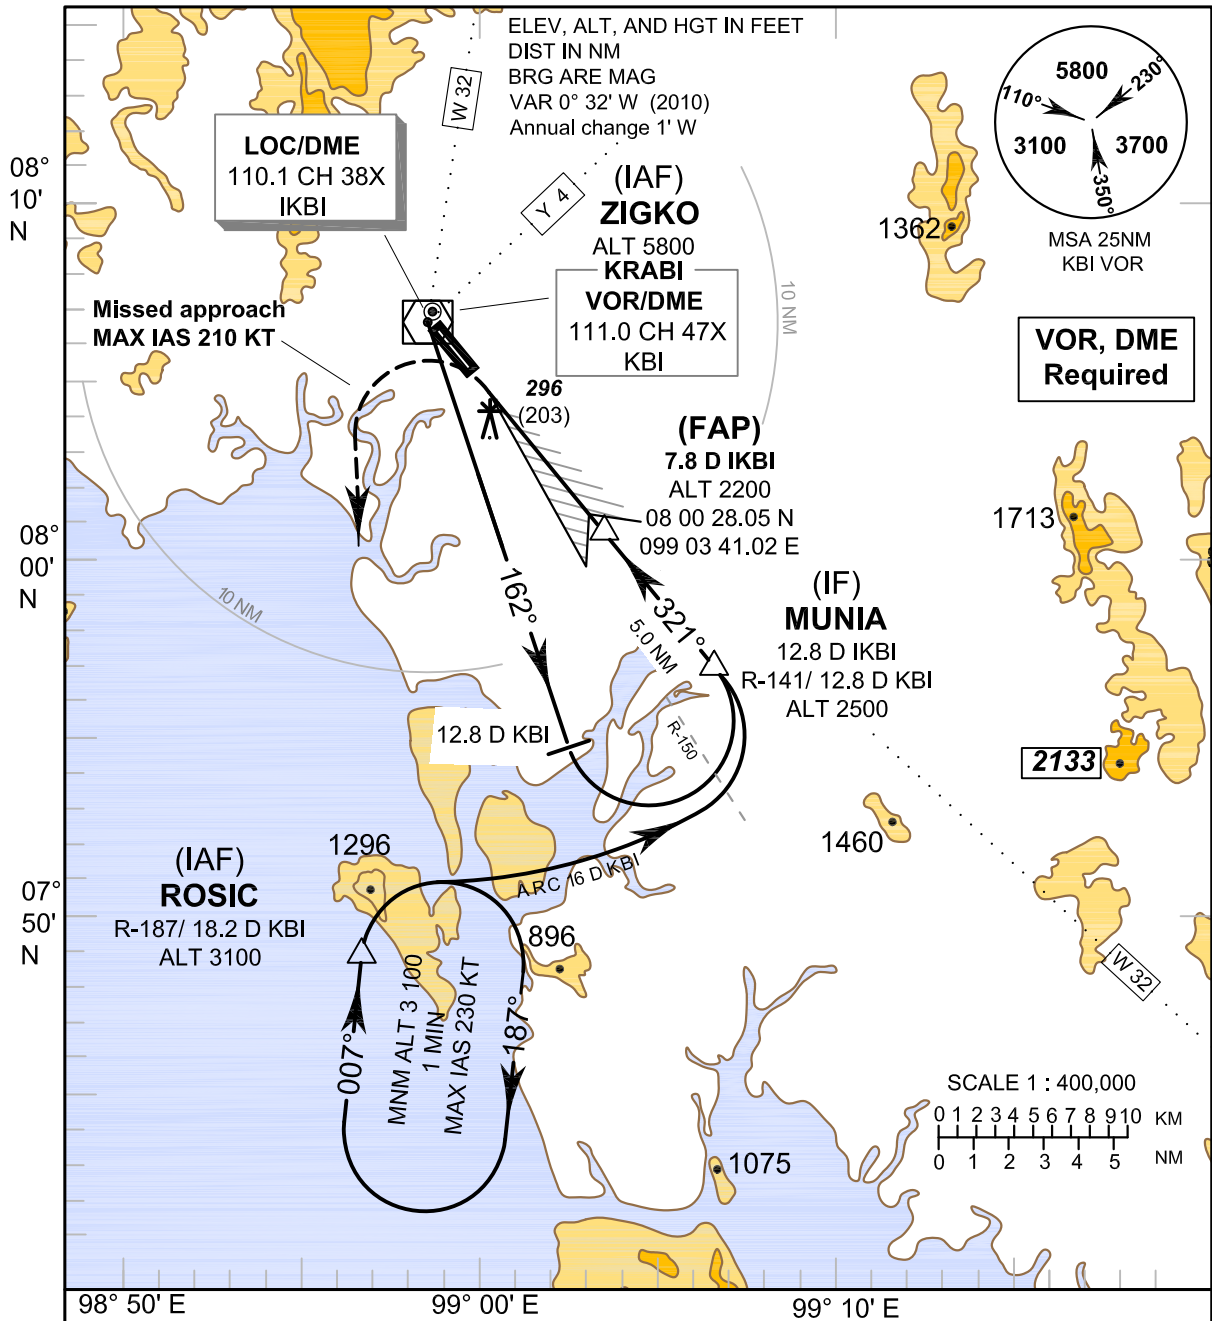 ELEV, ALT, AND HGT IN FEET
DIST IN NM
BRG ARE MAG
VAR 0° 32' W (2010)
Annual change 1' W
W 32
Y 4
LOC/DME
110.1 CH 38X
IKBI
(IAF)
ZIGKO
ALT 5800
KRABI
VOR/DME
111.0 CH 47X
KBI
5800
110°
230°
3100
3700
350°
MSA 25NM
KBI VOR
VOR, DME
Required
1362
10 NM
Missed approach
MAX IAS 210 KT
296
(203)
(FAP)
7.8 D IKBI
ALT 2200
08 00 28.05 N
099 03 41.02 E
1713
(IF)
MUNIA
12.8 D IKBI
R-141/ 12.8 D KBI
ALT 2500
162°
321°
5.0 NM
10 NM
R-150
12.8 D KBI
2133
1460
1296
ARC 16 D KBI
(IAF)
ROSIC
R-187/ 18.2 D KBI
ALT 3100
896
W 32
007°
MNM ALT 3 100
1 MIN
MAX IAS 230 KT
187°
1075
SCALE 1 : 400,000
0 1 2 3 4 5 6 7 8 9 10 KM
0 1 2 3 4 5 NM
08°
10'
N
08°
00'
N
07°
50'
N
98° 50' E
99° 00' E
99° 10' E